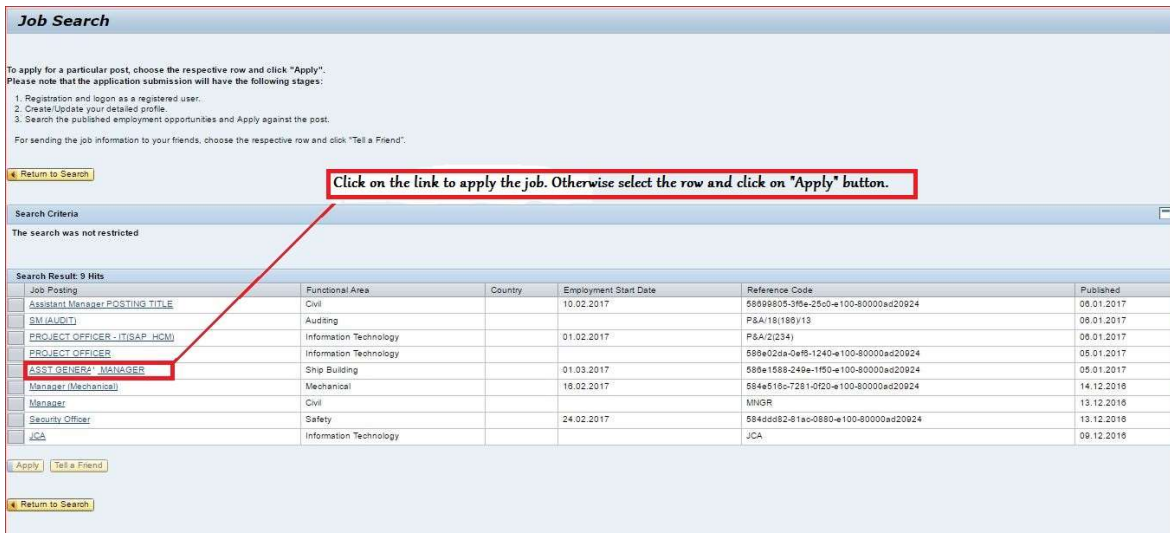 Job Search
To apply for a particular post, choose the respective row and click "Apply".
Please note that the application submission will have the following stages:
1. Registration and logon as a registered user.
2. Create/Update your detailed profile.
3. Search the published employment opportunities and Apply against the post.
For sending the job information to your friends, choose the respective row and click "Tell a Friend".
Return to Search
Click on the link to apply the job. Otherwise select the row and click on "Apply" button.
Search Criteria
The search was not restricted
Search Result: 9 Hits
Job Posting Functional Area Country Employment Start Date Reference Code Published
Assistant Manager POSTING TITLE Civil 10.02.2017 58699805-3f6e-25c0-e100-80000ad20924 06.01.2017
SM (AUDIT) Auditing P&A/18(186)/13 06.01.2017
PROJECT OFFICER - IT(SAP HCM) Information Technology 01.02.2017 P&A/2(234) 06.01.2017
PROJECT OFFICER Information Technology 586e02da-0ef6-1240-e100-80000ad20924 05.01.2017
ASST GENERAL MANAGER Ship Building 01.03.2017 586e1588-249e-1f50-e100-80000ad20924 05.01.2017
Manager (Mechanical) Mechanical 16.02.2017 584e516c-7281-0f20-e100-80000ad20924 14.12.2016
Manager Civil MNGR 13.12.2016
Security Officer Safety 24.02.2017 584ddd82-81ac-0880-e100-80000ad20924 13.12.2016
JCA Information Technology JCA 09.12.2016
Apply Tell a Friend
Return to Search